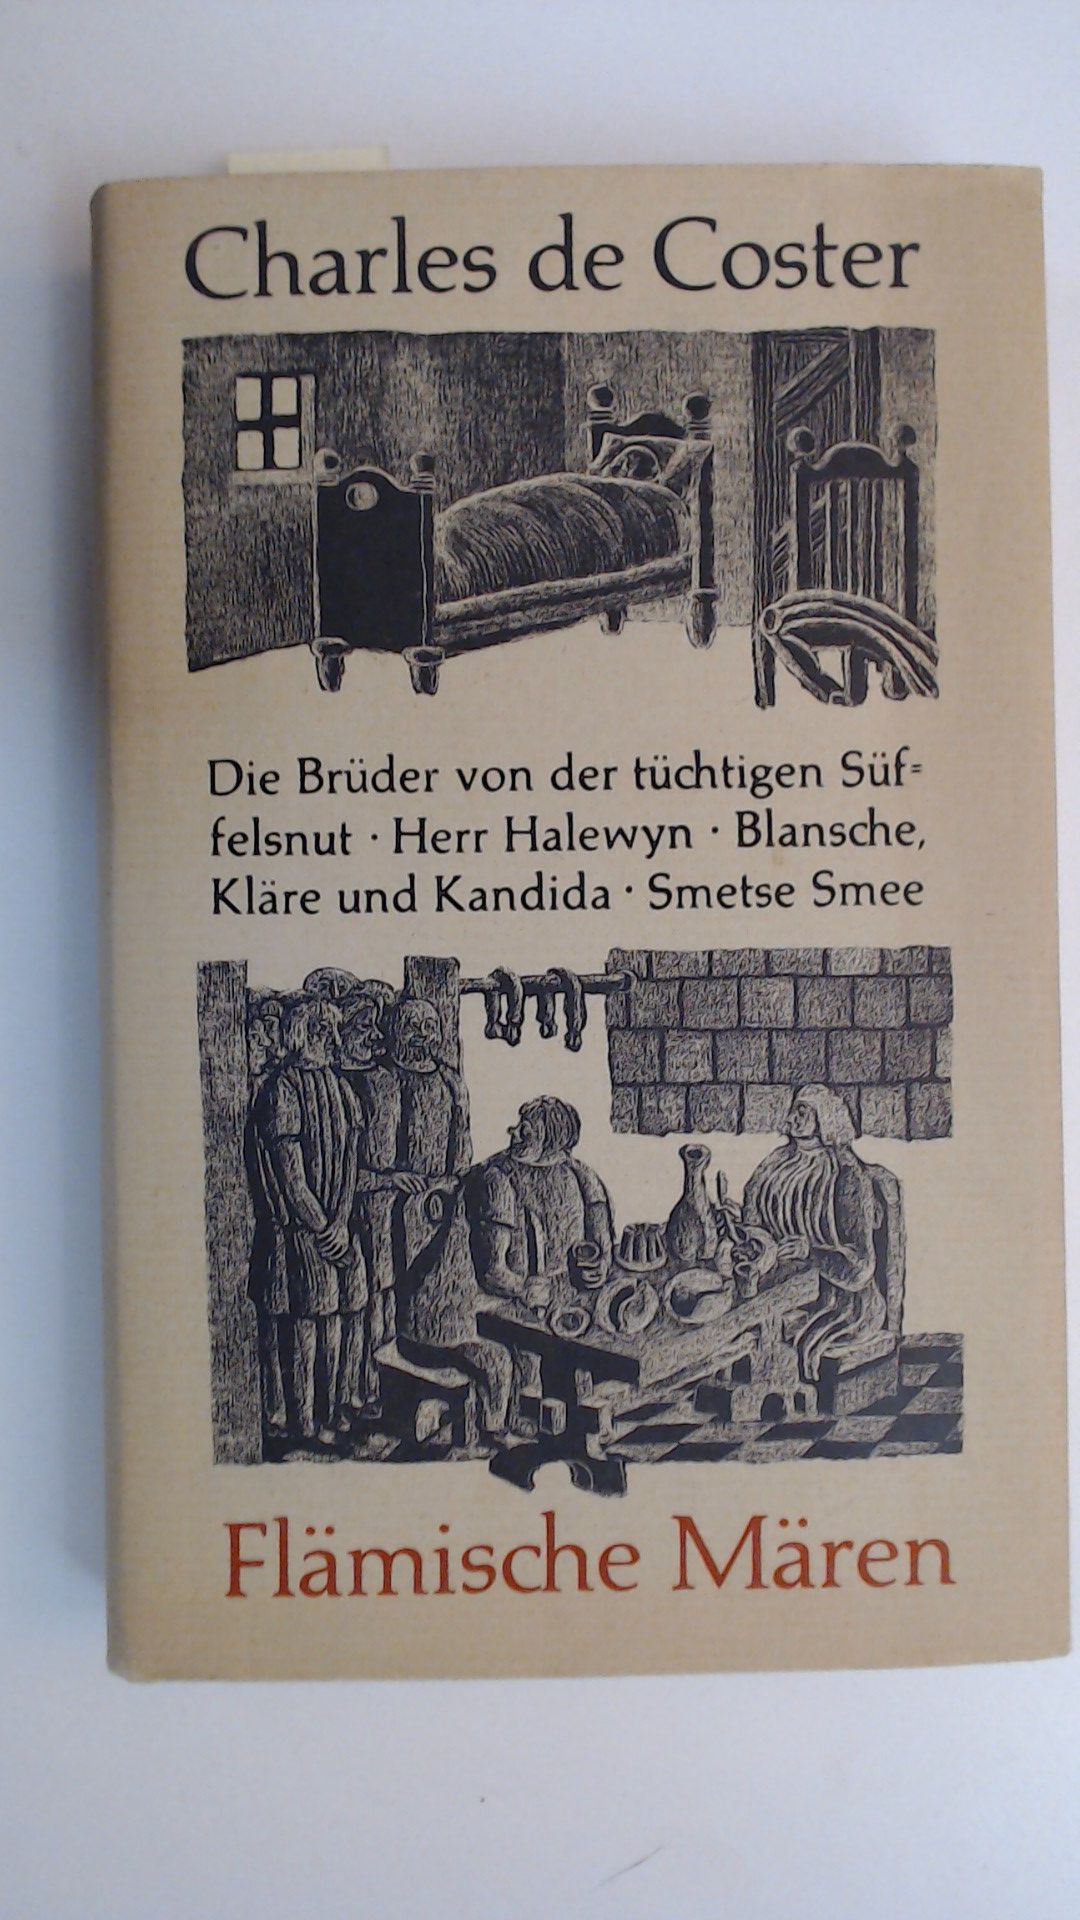 Charles de Coster
Die Brüder von der tüchtigen Süf=
felsnut · Herr Halewyn · Blansche,
Kläre und Kandida · Smetse Smee
Flämische Mären